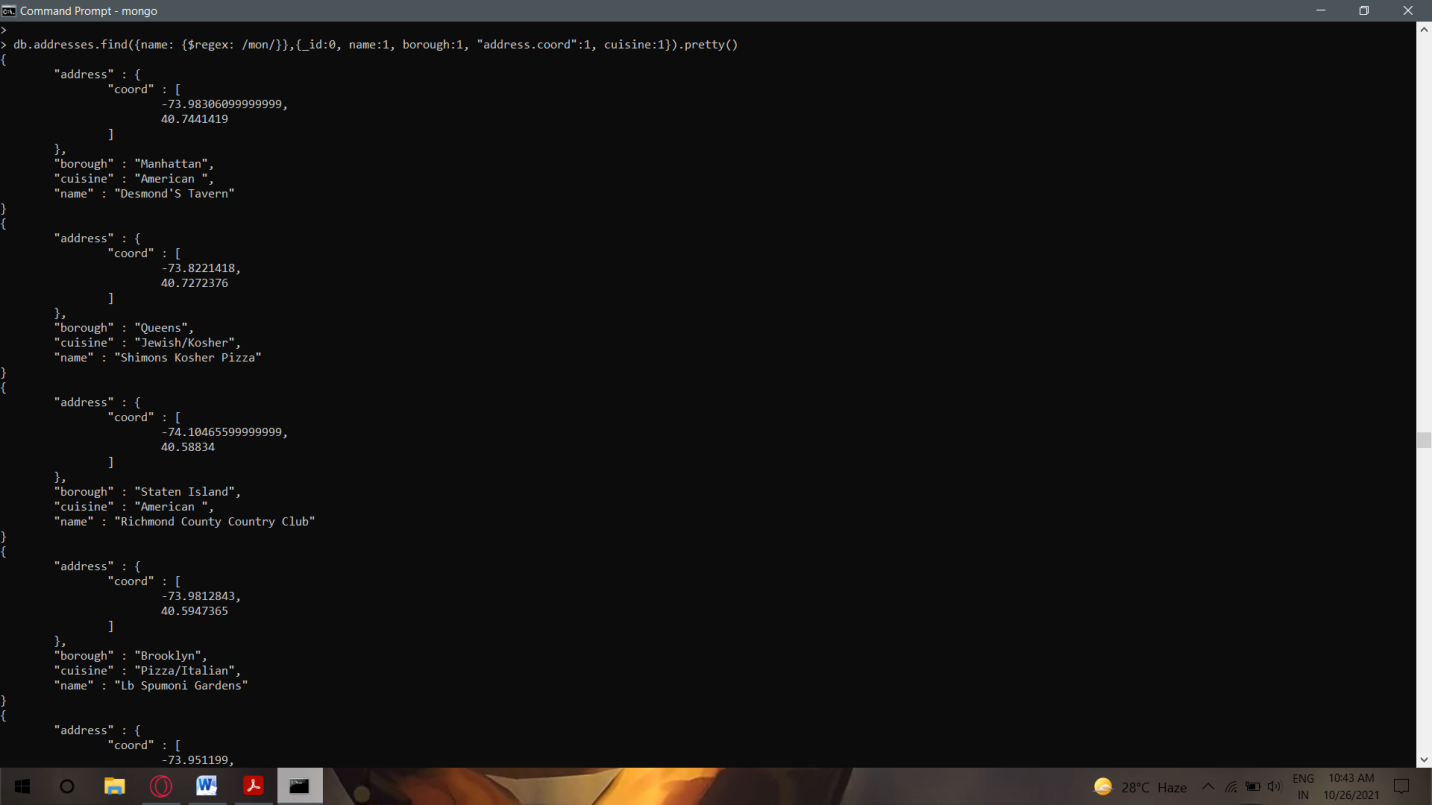 Command Prompt - mongo
>
> db.addresses.find({name: {$regex: /mon/}},{_id:0, name:1, borough:1, "address.coord":1, cuisine:1}).pretty()
{
        "address" : {
                "coord" : [
                        -73.98306099999999,
                        40.7441419
                ]
        },
        "borough" : "Manhattan",
        "cuisine" : "American ",
        "name" : "Desmond'S Tavern"
}
{
        "address" : {
                "coord" : [
                        -73.8221418,
                        40.7272376
                ]
        },
        "borough" : "Queens",
        "cuisine" : "Jewish/Kosher",
        "name" : "Shimons Kosher Pizza"
}
{
        "address" : {
                "coord" : [
                        -74.10465599999999,
                        40.58834
                ]
        },
        "borough" : "Staten Island",
        "cuisine" : "American ",
        "name" : "Richmond County Country Club"
}
{
        "address" : {
                "coord" : [
                        -73.9812843,
                        40.5947365
                ]
        },
        "borough" : "Brooklyn",
        "cuisine" : "Pizza/Italian",
        "name" : "Lb Spumoni Gardens"
}
{
        "address" : {
                "coord" : [
                        -73.951199,
28°C Haze
ENG
IN
10:43 AM
10/26/2021